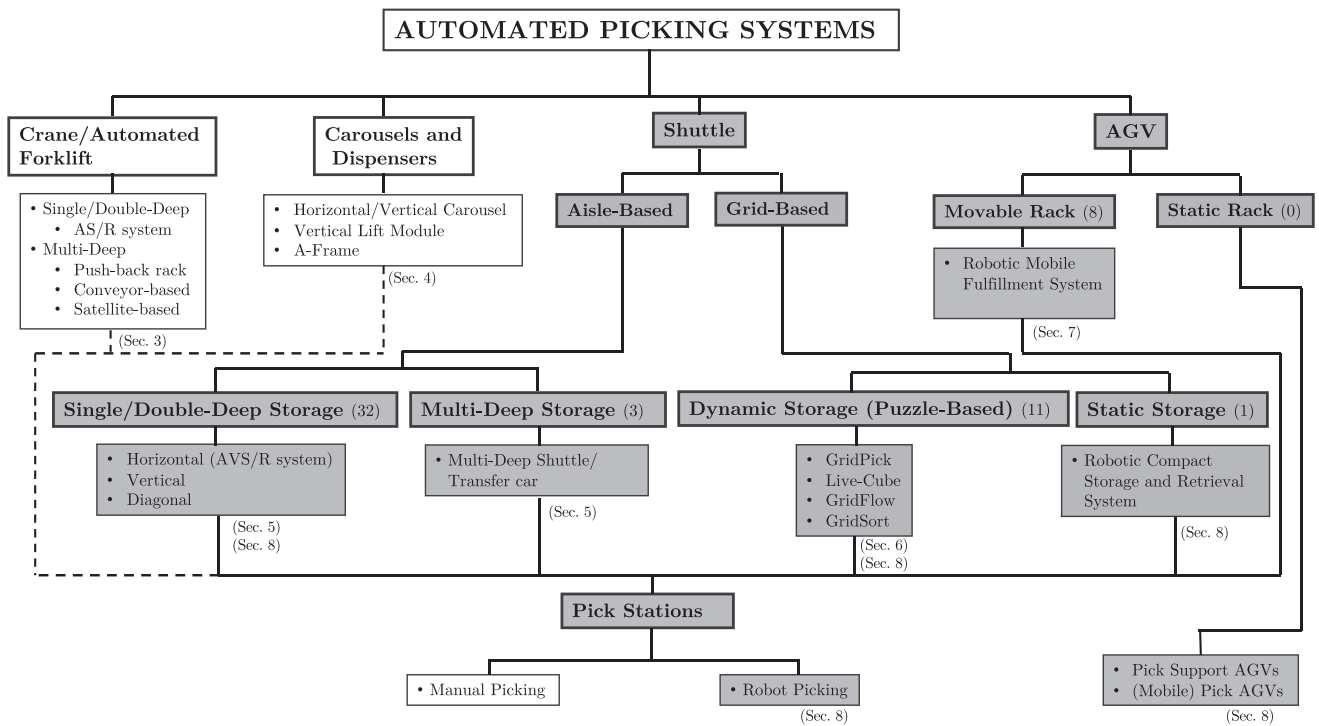 AUTOMATED PICKING SYSTEMS
Crane/Automated
Forklift
Carousels and
Dispensers
Shuttle
AGV
• Single/Double-Deep
• AS/R system
• Multi-Deep
• Push-back rack
• Conveyor-based
• Satellite-based
(Sec. 3)
• Horizontal/Vertical Carousel
• Vertical Lift Module
• A-Frame
(Sec. 4)
Aisle-Based
Grid-Based
Movable Rack (8)
Static Rack (0)
• Robotic Mobile
Fulfillment System
(Sec. 7)
Single/Double-Deep Storage (32)
Multi-Deep Storage (3)
Dynamic Storage (Puzzle-Based) (11)
Static Storage (1)
• Horizontal (AVS/R system)
• Vertical
• Diagonal
(Sec. 5)
(Sec. 8)
• Multi-Deep Shuttle/
Transfer car
(Sec. 5)
• GridPick
• Live-Cube
• GridFlow
• GridSort
(Sec. 6)
(Sec. 8)
• Robotic Compact
Storage and Retrieval
System
(Sec. 8)
Pick Stations
• Manual Picking
• Robot Picking
(Sec. 8)
• Pick Support AGVs
• (Mobile) Pick AGVs
(Sec. 8)